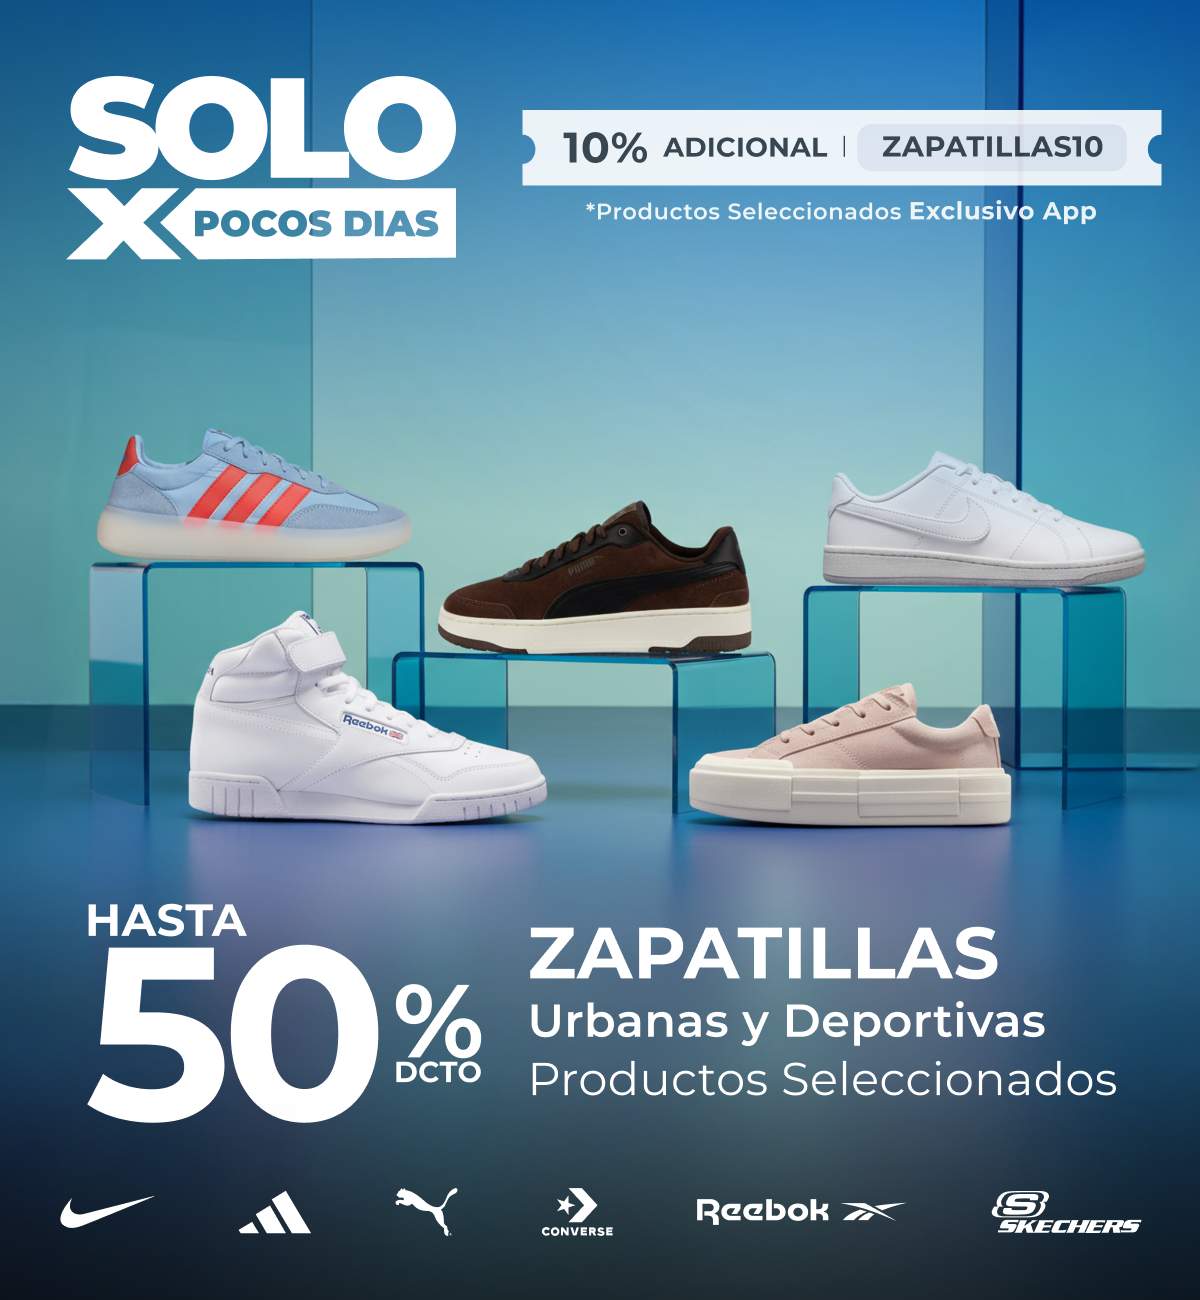 SOLO
X POCOS DIAS
10% ADICIONAL | ZAPATILLAS10
*Productos Seleccionados Exclusivo App
PUMA
Reebok
HASTA
50%
DCTO
ZAPATILLAS
Urbanas y Deportivas
Productos Seleccionados
CONVERSE
Reebok
S
SKECHERS